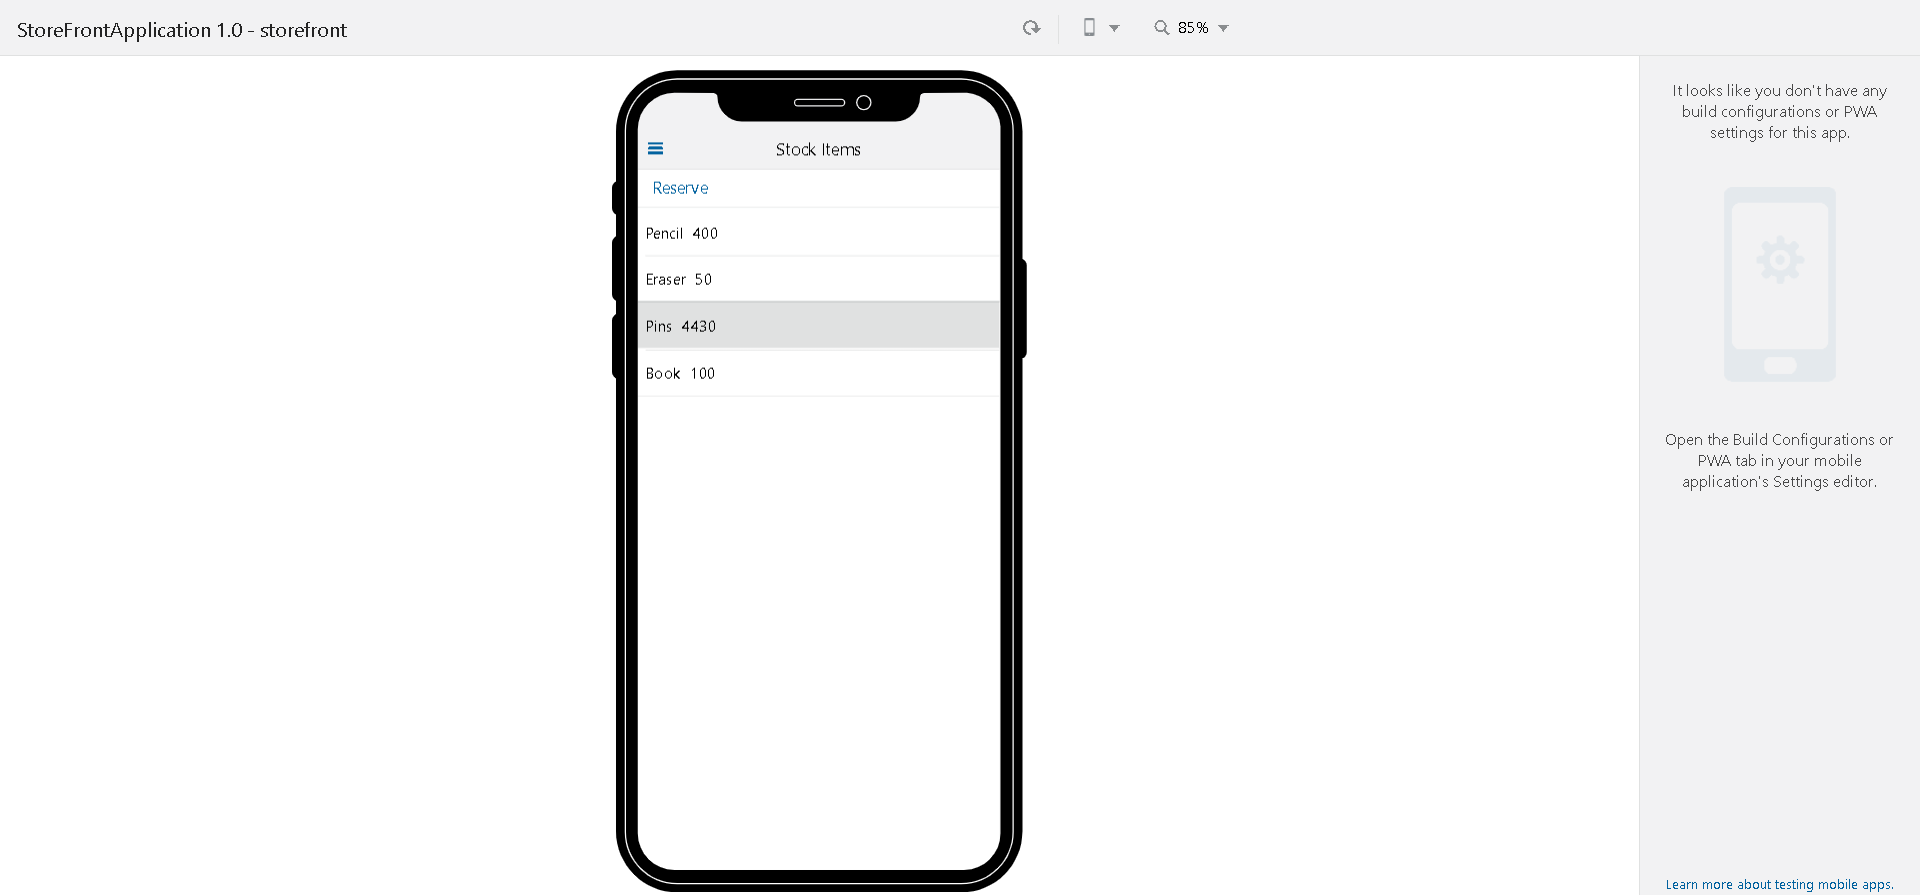 StoreFrontApplication 1.0 - storefront
85%
Stock Items
Reserve
Pencil 400
Eraser 50
Pins 4430
Book 100
It looks like you don't have any
build configurations or PWA
settings for this app.
Open the Build Configurations or
PWA tab in your mobile
application's Settings editor.
Learn more about testing mobile apps.